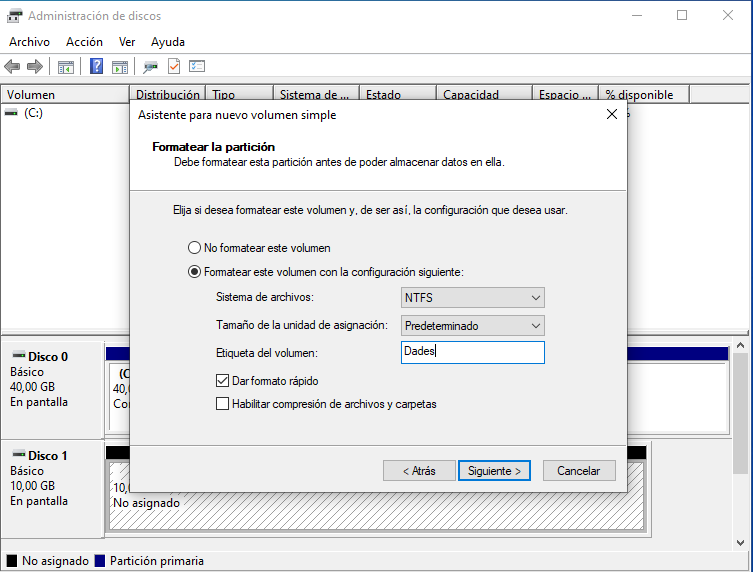 Administración de discos
Archivo Acción Ver Ayuda
Volumen Distribución Tipo Sistema de ... Estado Capacidad Espacio ... % disponible
(C:)
Asistente para nuevo volumen simple
Formatear la partición
Debe formatear esta partición antes de poder almacenar datos en ella.
Elija si desea formatear este volumen y, de ser así, la configuración que desea usar.
No formatear este volumen
Formatear este volumen con la configuración siguiente:
Sistema de archivos: NTFS
Tamaño de la unidad de asignación: Predeterminado
Etiqueta del volumen: Dades
Dar formato rápido
Habilitar compresión de archivos y carpetas
< Atrás Siguiente > Cancelar
Disco 0
Básico
40,00 GB
En pantalla
(C
40,
Co
Disco 1
Básico
10,00 GB
En pantalla
10,
No asignado
No asignado Partición primaria